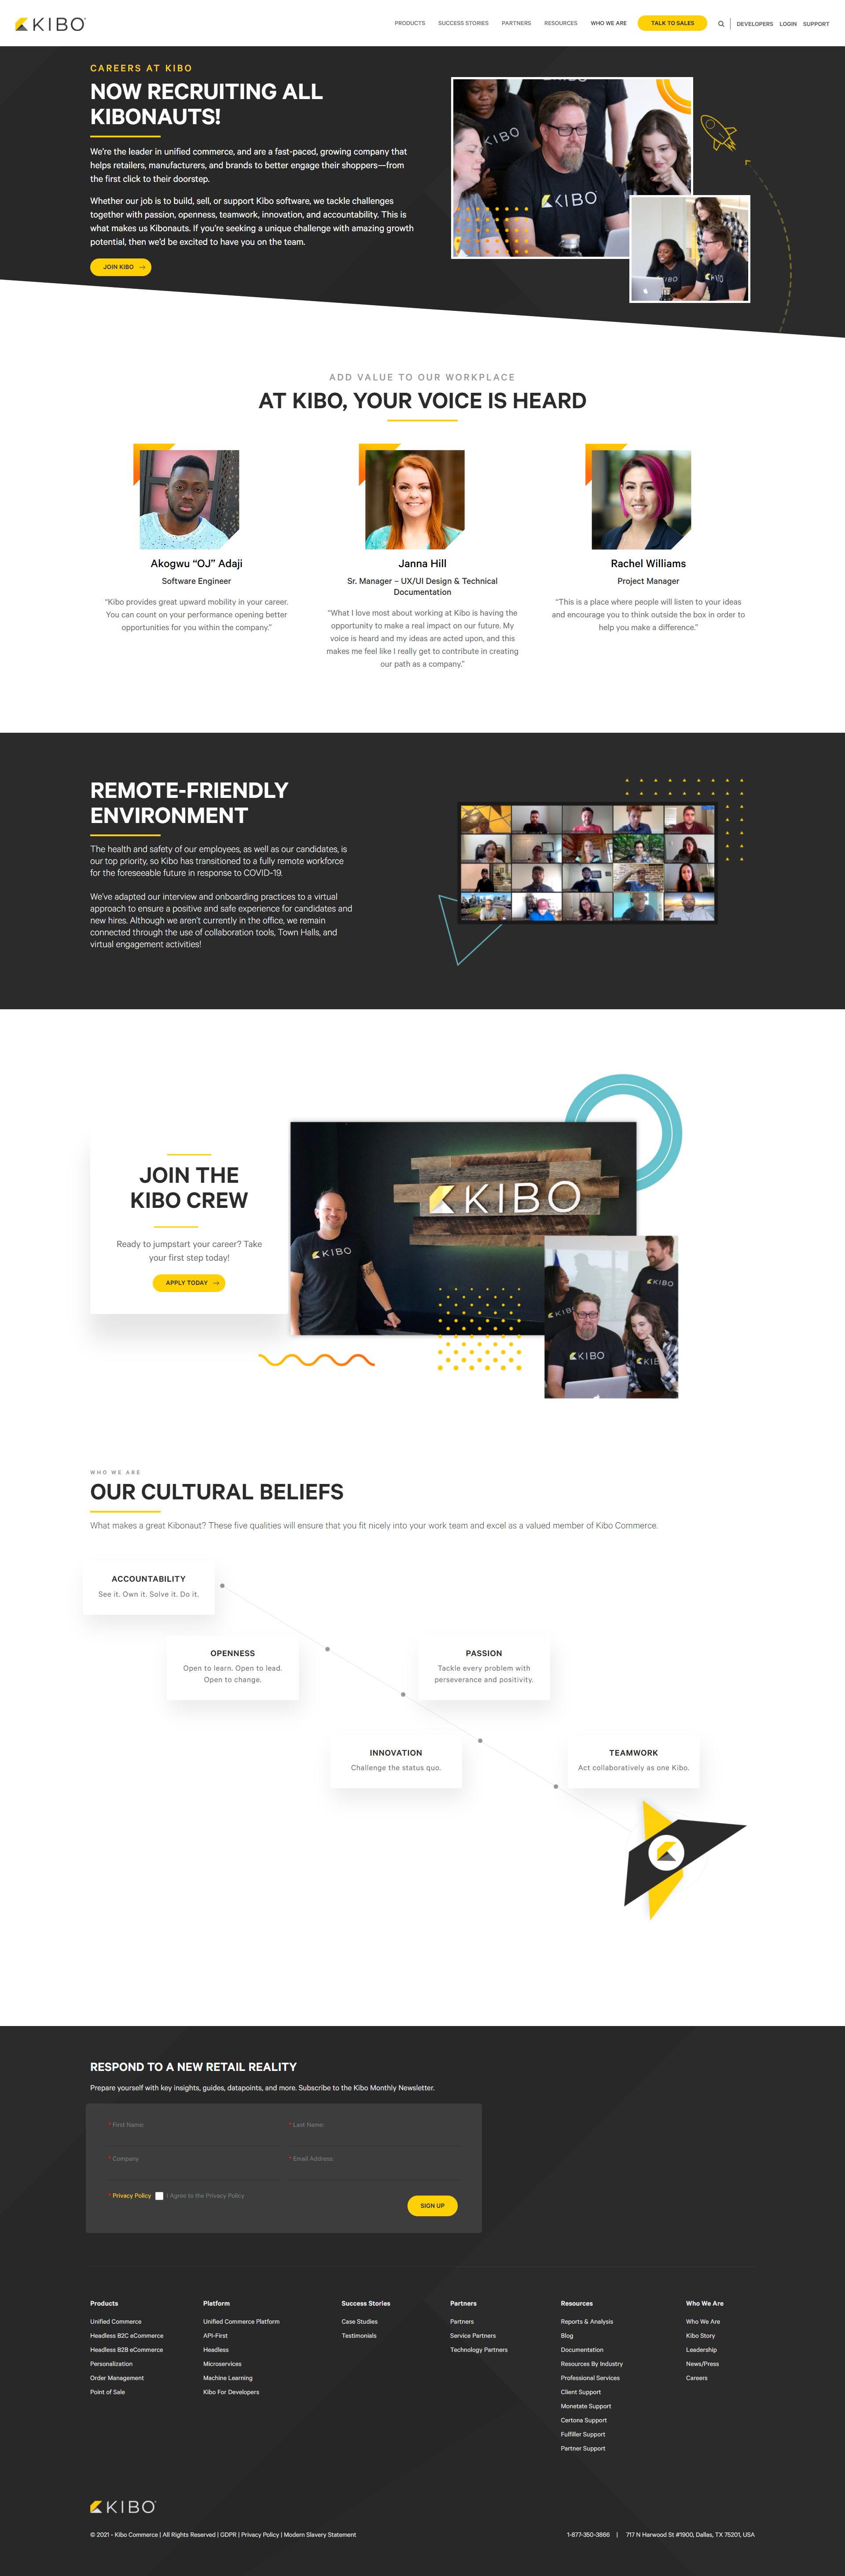 KIBO
PRODUCTS
SUCCESS STORIES
PARTNERS
RESOURCES
WHO WE ARE
TALK TO SALES
DEVELOPERS
LOGIN
SUPPORT
CAREERS AT KIBO
NOW RECRUITING ALL
KIBONAUTS!
We're the leader in unified commerce, and are a fast-paced, growing company that
helps retailers, manufacturers, and brands to better engage their shoppers—from
the first click to their doorstep.
Whether our job is to build, sell, or support Kibo software, we tackle challenges
together with passion, openness, teamwork, innovation, and accountability. This is
what makes us Kibonauts. If you're seeking a unique challenge with amazing growth
potential, then we'd be excited to have you on the team.
JOIN KIBO
KIBO
KIBO
KIBO
ADD VALUE TO OUR WORKPLACE
AT KIBO, YOUR VOICE IS HEARD
Akogwu “OJ” Adaji
Software Engineer
“Kibo provides great upward mobility in your career.
You can count on your performance opening better
opportunities for you within the company.”
Janna Hill
Sr. Manager – UX/UI Design & Technical
Documentation
“What I love most about working at Kibo is having the
opportunity to make a real impact on our future. My
voice is heard and my ideas are acted upon, and this
makes me feel like I really get to contribute in creating
our path as a company.”
Rachel Williams
Project Manager
“This is a place where people will listen to your ideas
and encourage you to think outside the box in order to
help you make a difference.”
REMOTE-FRIENDLY
ENVIRONMENT
The health and safety of our employees, as well as our candidates, is
our top priority, so Kibo has transitioned to a fully remote workforce
for the foreseeable future in response to COVID-19.
We've adapted our interview and onboarding practices to a virtual
approach to ensure a positive and safe experience for candidates and
new hires. Although we aren't currently in the office, we remain
connected through the use of collaboration tools, Town Halls, and
virtual engagement activities!
JOIN THE
KIBO CREW
Ready to jumpstart your career? Take
your first step today!
APPLY TODAY
KIBO
KIBO
KIBO
KIBO
KIBO
WHO WE ARE
OUR CULTURAL BELIEFS
What makes a great Kibonaut? These five qualities will ensure that you fit nicely into your work team and excel as a valued member of Kibo Commerce.
ACCOUNTABILITY
See it. Own it. Solve it. Do it.
OPENNESS
Open to learn. Open to lead.
Open to change.
PASSION
Tackle every problem with
perseverance and positivity.
INNOVATION
Challenge the status quo.
TEAMWORK
Act collaboratively as one Kibo.
RESPOND TO A NEW RETAIL REALITY
Prepare yourself with key insights, guides, datapoints, and more. Subscribe to the Kibo Monthly Newsletter.
* First Name:
* Last Name:
* Company
* Email Address:
* Privacy Policy
I Agree to the Privacy Policy
SIGN UP
Products
Unified Commerce
Headless B2C eCommerce
Headless B2B eCommerce
Personalization
Order Management
Point of Sale
Platform
Unified Commerce Platform
API-First
Headless
Microservices
Machine Learning
Kibo For Developers
Success Stories
Case Studies
Testimonials
Partners
Partners
Service Partners
Technology Partners
Resources
Reports & Analysis
Blog
Documentation
Resources By Industry
Professional Services
Client Support
Monetate Support
Certona Support
Fulfiller Support
Partner Support
Who We Are
Who We Are
Kibo Story
Leadership
News/Press
Careers
KIBO
© 2021 - Kibo Commerce | All Rights Reserved | GDPR | Privacy Policy | Modern Slavery Statement
1-877-350-3866 | 717 N Harwood St #1900, Dallas, TX 75201, USA